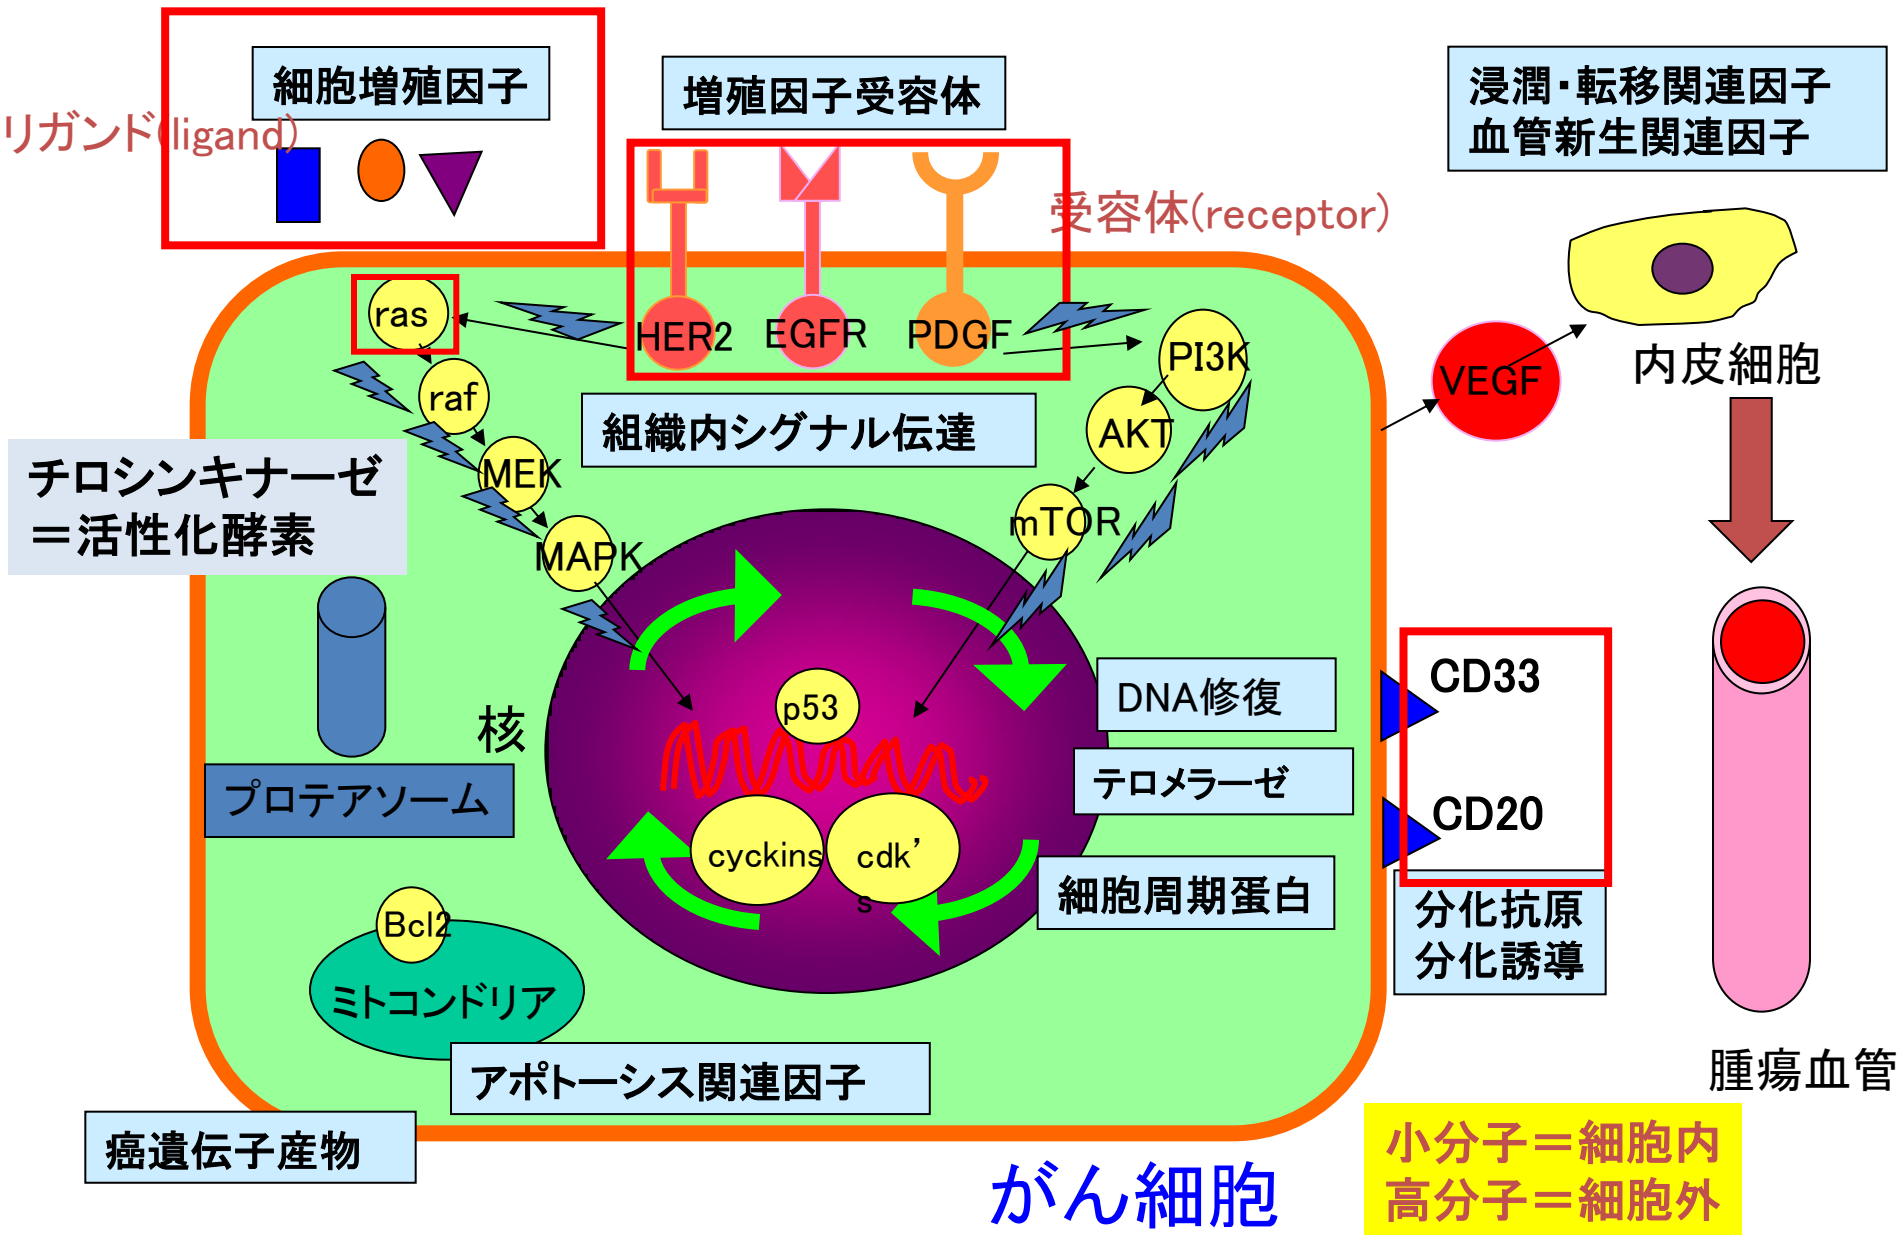 細胞増殖因子
リガンド(ligand)
増殖因子受容体
浸潤・転移関連因子
血管新生関連因子
受容体(receptor)
ras
HER2
EGFR
PDGF
PI3K
VEGF
内皮細胞
raf
AKT
組織内シグナル伝達
チロシンキナーゼ
＝活性化酵素
MEK
mTOR
MAPK
核
p53
DNA修復
CD33
テロメラーゼ
プロテアソーム
CD20
cyckins
cdk’
s
細胞周期蛋白
分化抗原
分化誘導
Bcl2
ミトコンドリア
アポトーシス関連因子
腫瘍血管
癌遺伝子産物
がん細胞
小分子＝細胞内
高分子＝細胞外